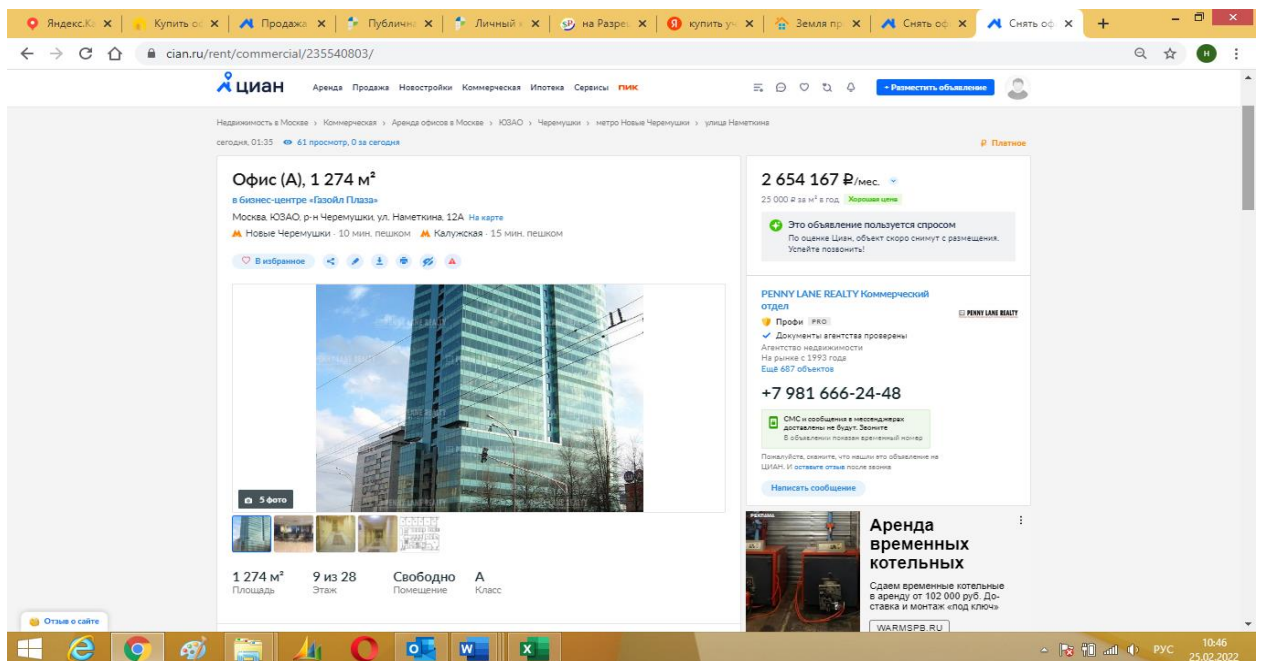 Яндекс.Ка
Купить ос
Продажа
Публична
Личный к
на Разре
купить уч
Земля пр
Снять оф
Снять оф
cian.ru/rent/commercial/235540803/
Н
циан
Аренда Продажа Новостройки Коммерческая Ипотека Сервисы ПИК
+ Разместить объявление
Недвижимость в Москве > Коммерческая > Аренда офисов в Москве > ЮЗАО > Черемушки > метро Новые Черемушки > улица Наметкина
сегодня, 01:35 61 просмотр, 0 за сегодня
₽ Платное
Офис (A), 1 274 м²
в бизнес-центре «Газойл Плаза»
Москва, ЮЗАО, р-н Черемушки, ул. Наметкина, 12А На карте
Новые Черемушки · 10 мин. пешком Калужская · 15 мин. пешком
В избранное
5 фото
1 274 м² 9 из 28 Свободно A
Площадь Этаж Помещение Класс
2 654 167 ₽/мес.
25 000 ₽ за м² в год Хорошая цена
Это объявление пользуется спросом
По оценке Циан, объект скоро снимут с размещения.
Успейте позвонить!
PENNY LANE REALTY Коммерческий
отдел
PENNY LANE REALTY
Профи PRO
Документы агентства проверены
Агентство недвижимости
На рынке с 1993 года
Ещё 687 объектов
+7 981 666-24-48
СМС и сообщения в мессенджерах
доставлены не будут. Звоните
В объявлении показан временный номер
Пожалуйста, скажите, что нашли это объявление на
ЦИАН. И оставьте отзыв после звонка
Написать сообщение
РЕКЛАМА
Аренда
временных
котельных
Сдаем временные котельные
в аренду от 102 000 руб. До-
ставка и монтаж «под ключ»
WARMSPB.RU
Отзыв о сайте
РУС
10:46
25.02.2022